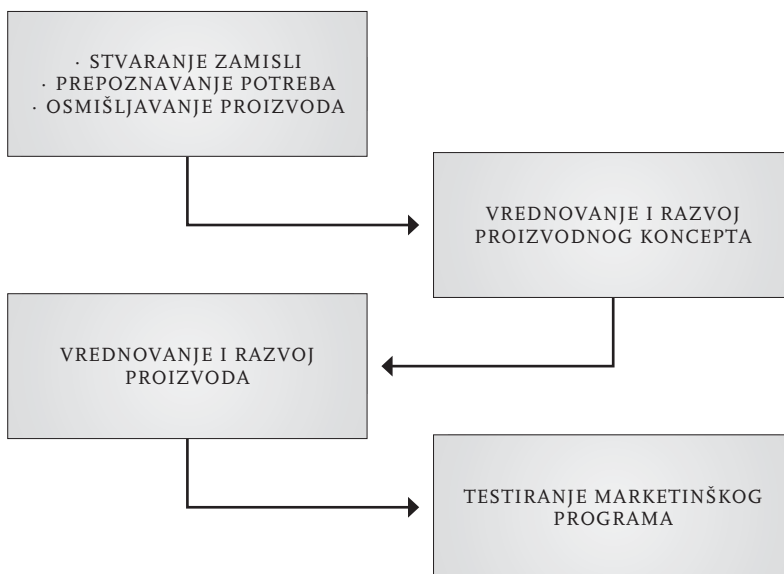 · STVARANJE ZAMISLI
· PREPOZNAVANJE POTREBA
· OSMIŠLJAVANJE PROIZVODA
VREDNOVANJE I RAZVOJ
PROIZVODNOG KONCEPTA
VREDNOVANJE I RAZVOJ
PROIZVODA
TESTIRANJE MARKETINŠKOG
PROGRAMA